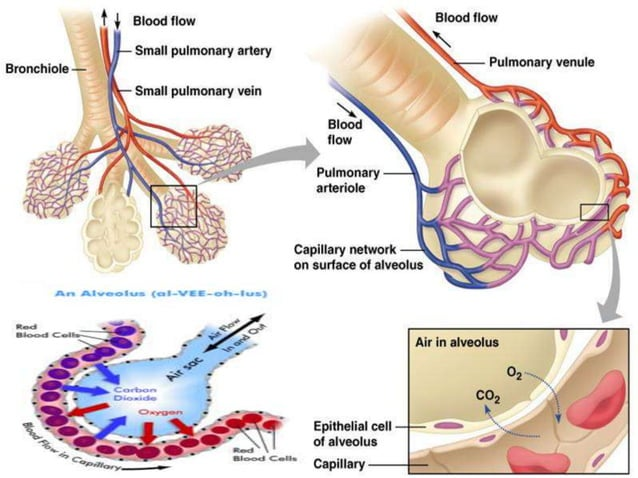 Blood flow
Small pulmonary artery
Bronchiole
Small pulmonary vein
Blood flow
Pulmonary venule
Blood
flow
Pulmonary
arteriole
Capillary network
on surface of alveolus
An Alveolus (al-VEE-oh-lus)
Red
Blood Cells
Air Flow
In and Out
Air sac
Carbon
Dioxide
Oxygen
Blood Flow in Capillary
Red
Blood Cells
Air in alveolus
O2
CO2
Epithelial cell
of alveolus
Capillary